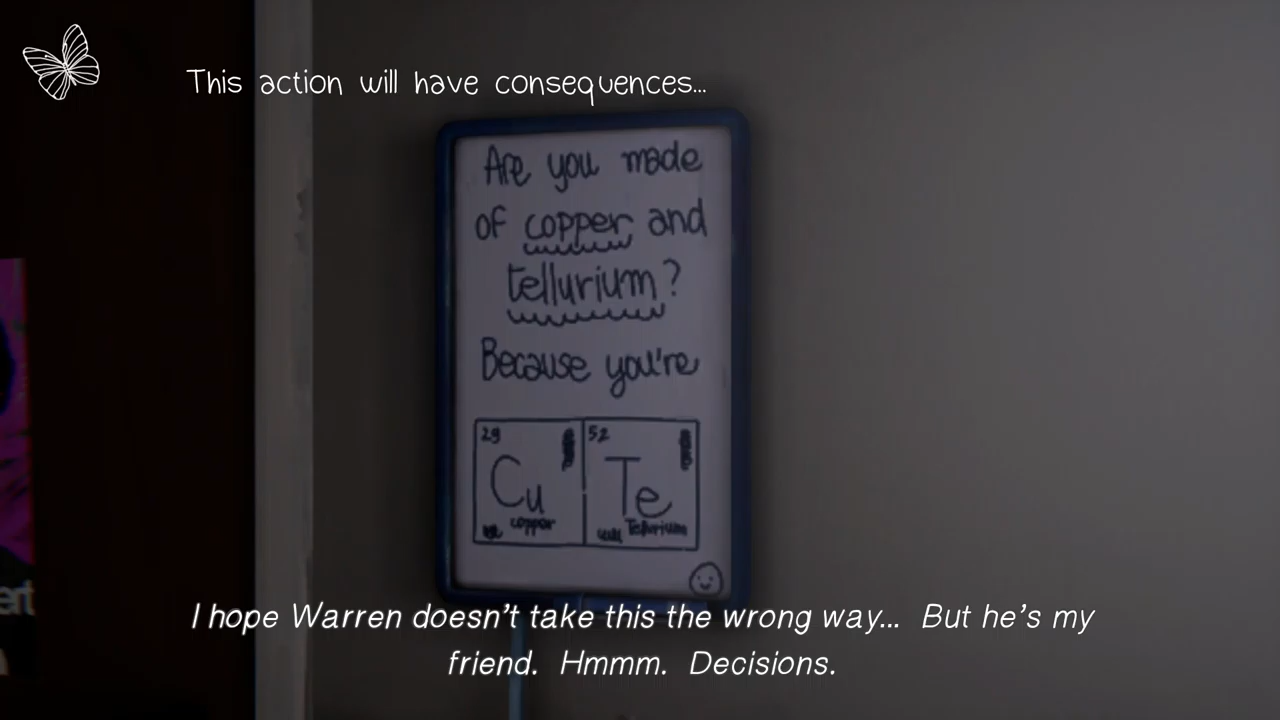 This action will have consequences...
Are you made
of copper and
tellurium?
Because you're
29
52
Cu
Te
copper
Tellurium
ert
I hope Warren doesn't take this the wrong way... But he's my
friend. Hmmm. Decisions.